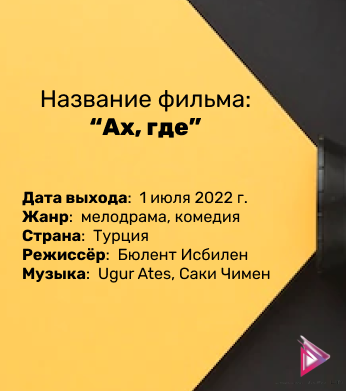 Название фильма:
“Ах, где”
Дата выхода: 1 июля 2022 г.
Жанр: мелодрама, комедия
Страна: Турция
Режиссёр: Бюлент Исбилен
Музыка: Ugur Ates, Саки Чимен